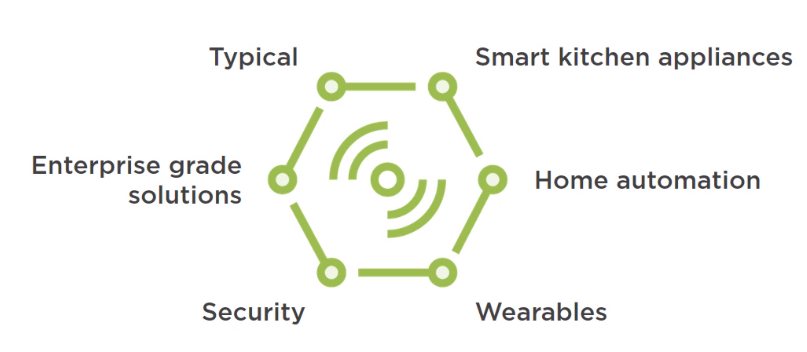 Typical
Smart kitchen appliances
Enterprise grade
solutions
Home automation
Security
Wearables